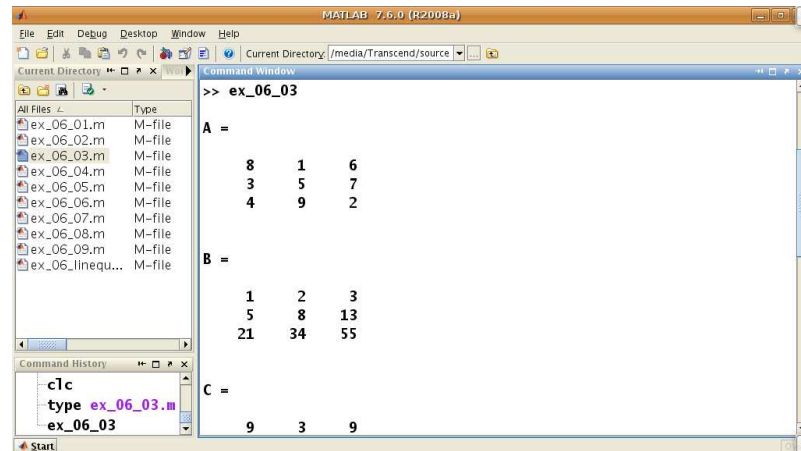 MATLAB 7.6.0 (R2008a)
File Edit Debug Desktop Window Help
Current Directory: /media/Transcend/source
Current Directory
Command Window
All Files Type
ex_06_01.m M-file
ex_06_02.m M-file
ex_06_03.m M-file
ex_06_04.m M-file
ex_06_05.m M-file
ex_06_06.m M-file
ex_06_07.m M-file
ex_06_08.m M-file
ex_06_09.m M-file
ex_06_linequ... M-file
Command History
clc
type ex_06_03.m
ex_06_03
>> ex_06_03
A =
8 1 6
3 5 7
4 9 2
B =
1 2 3
5 8 13
21 34 55
C =
9 3 9
Start